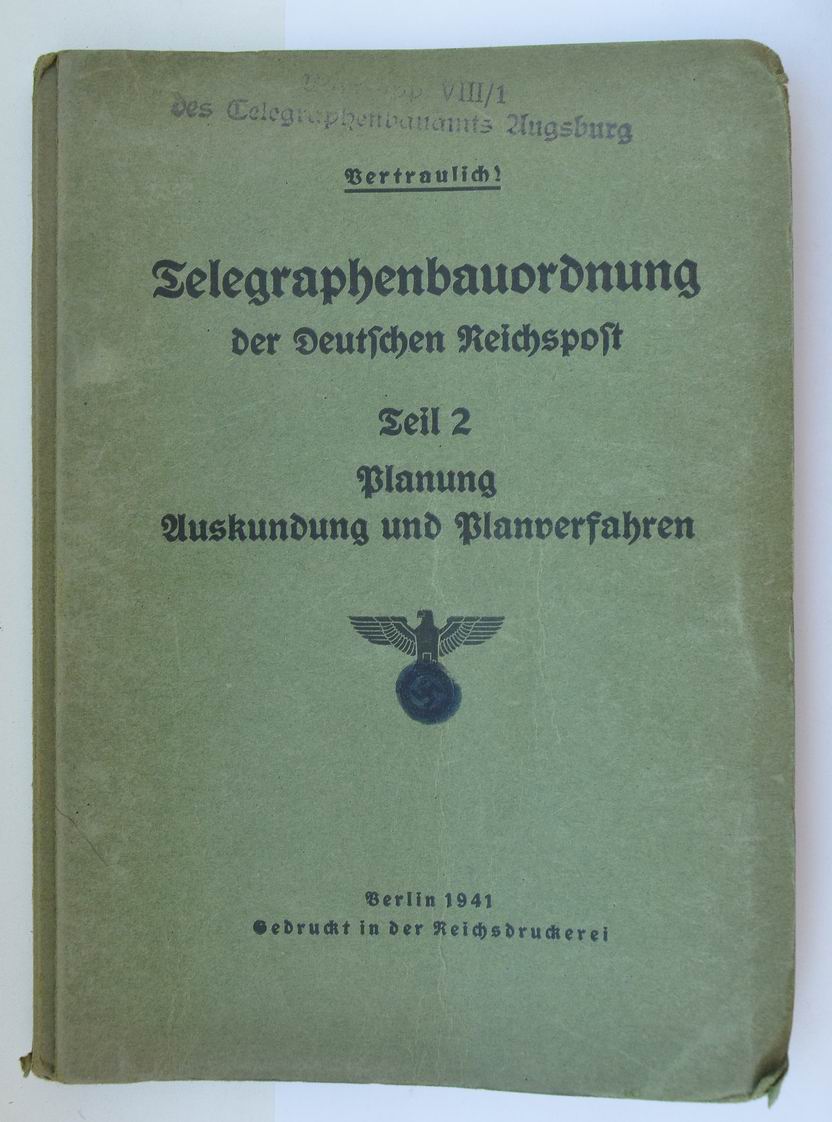 VIII/1
des Telegraphenbauamts Augsburg
Vertraulich!
Telegraphenbauordnung
der Deutschen Reichspost
Teil 2
Planung
Auskundung und Planverfahren
Berlin 1941
Gedruckt in der Reichsdruckerei